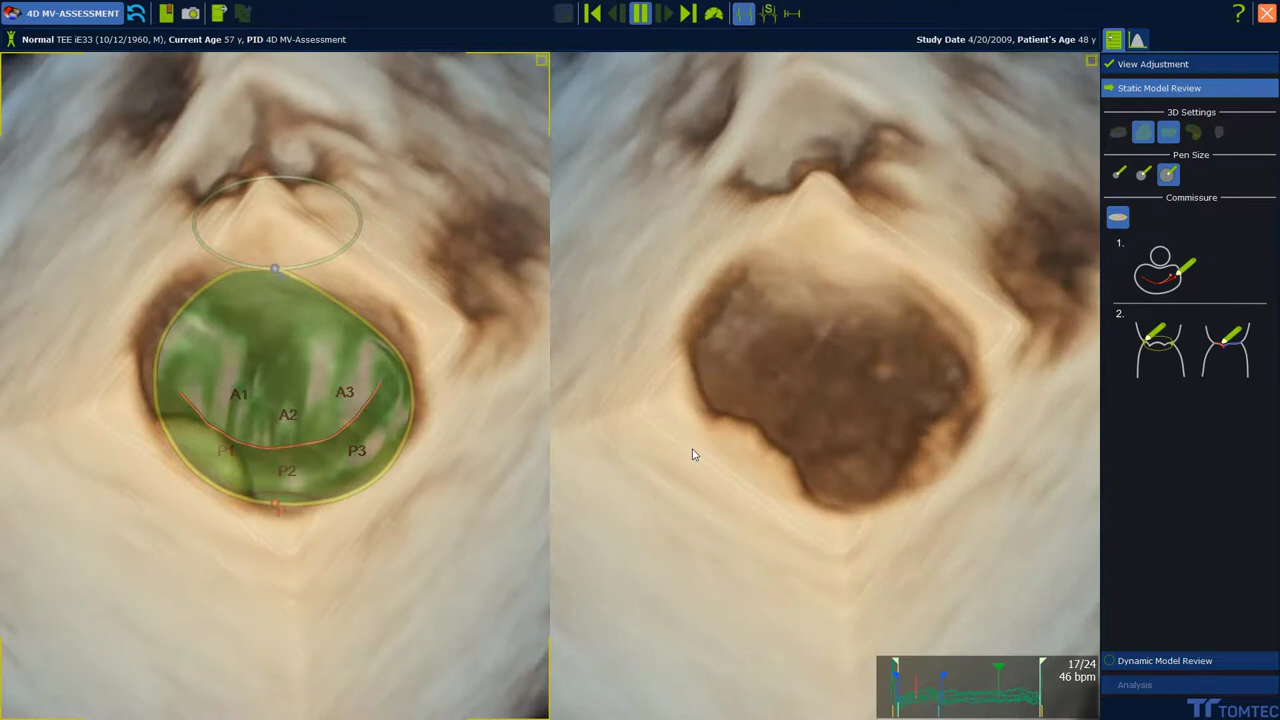 4D MV-ASSESSMENT
Normal TEE iE33 (10/12/1960, M), Current Age 57 y, PID 4D MV-Assessment
Study Date 4/20/2009, Patient's Age 48 y
View Adjustment
Static Model Review
3D Settings
Pen Size
Commissure
1.
2.
A1
A3
A2
P1
P3
P2
17/24
46 bpm
Dynamic Model Review
Analysis
TOMTEC